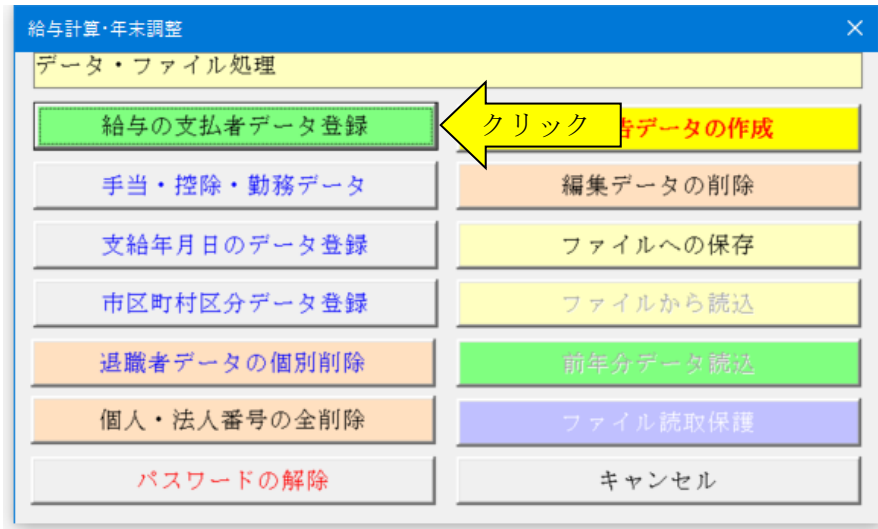 給与計算・年末調整
データ・ファイル処理
給与の支払者データ登録
クリック
告データの作成
手当・控除・勤務データ
編集データの削除
支給年月日のデータ登録
ファイルへの保存
市区町村区分データ登録
ファイルから読込
退職者データの個別削除
前年分データ読込
個人・法人番号の全削除
ファイル読取保護
パスワードの解除
キャンセル